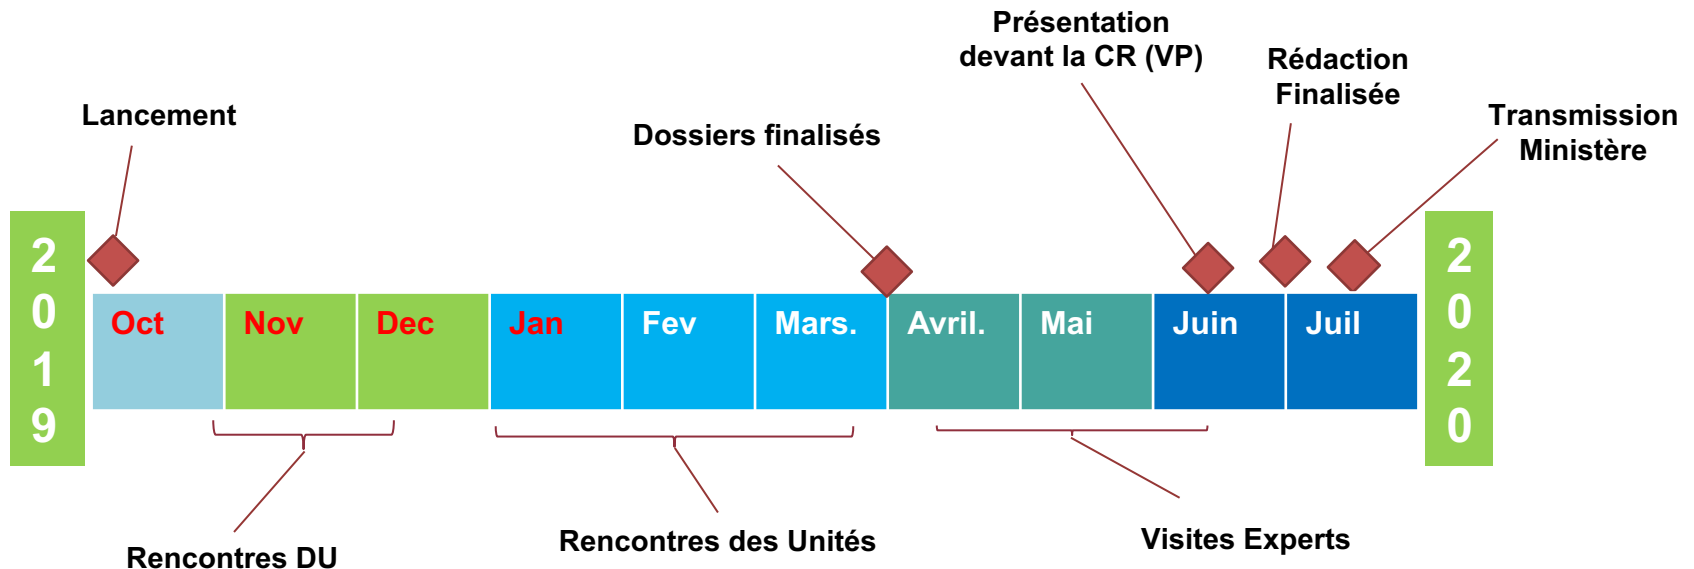 Présentation
devant la CR (VP)
Rédaction
Finalisée
Lancement
Transmission
Ministère
Dossiers finalisés
2
0
1
9
Oct
Nov
Dec
Jan
Fev
Mars.
Avril.
Mai
Juin
Juil
2
0
2
0
Rencontres DU
Rencontres des Unités
Visites Experts